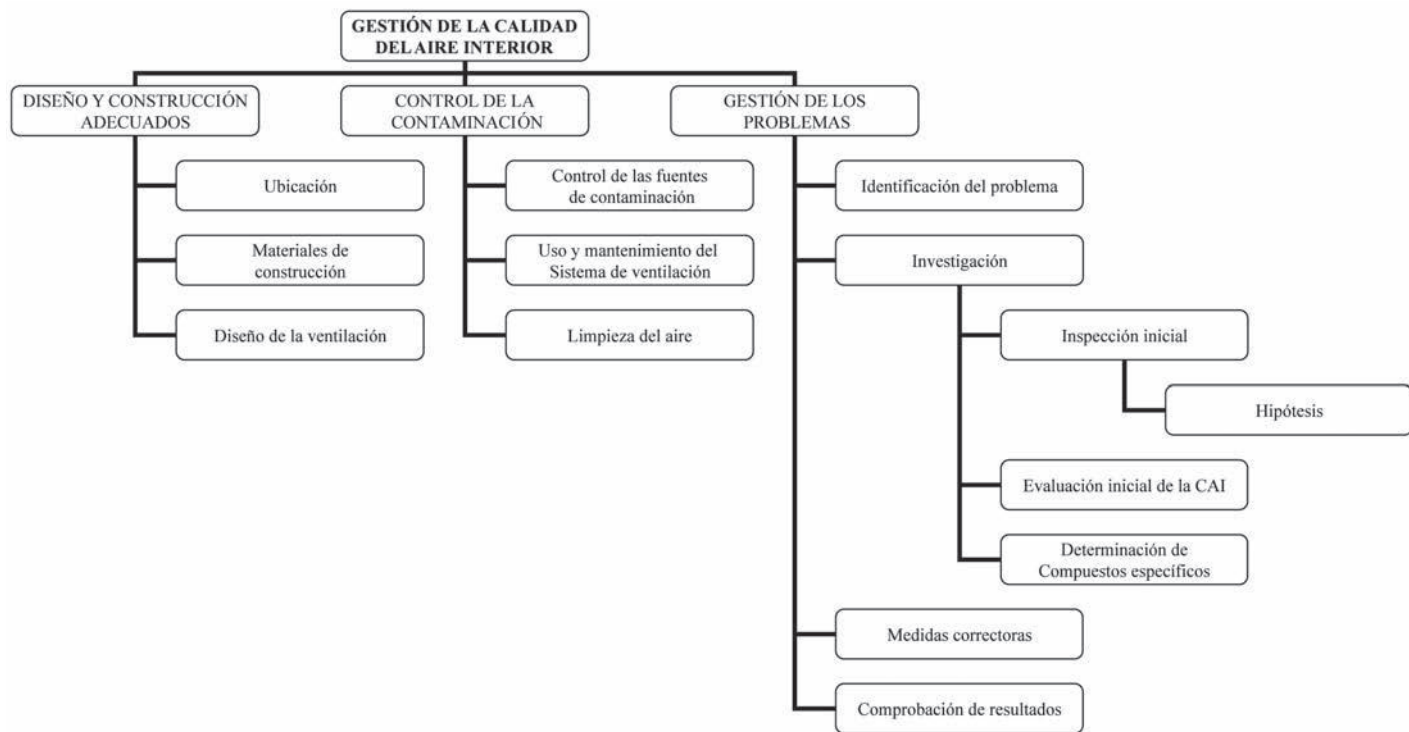 GESTIÓN DE LA CALIDAD
DEL AIRE INTERIOR
DISEÑO Y CONSTRUCCIÓN
ADECUADOS
Ubicación
Materiales de
construcción
Diseño de la ventilación
CONTROL DE LA
CONTAMINACIÓN
Control de las fuentes
de contaminación
Uso y mantenimiento del
Sistema de ventilación
Limpieza del aire
GESTIÓN DE LOS
PROBLEMAS
Identificación del problema
Investigación
Inspección inicial
Hipótesis
Evaluación inicial de la CAI
Determinación de
Compuestos específicos
Medidas correctoras
Comprobación de resultados